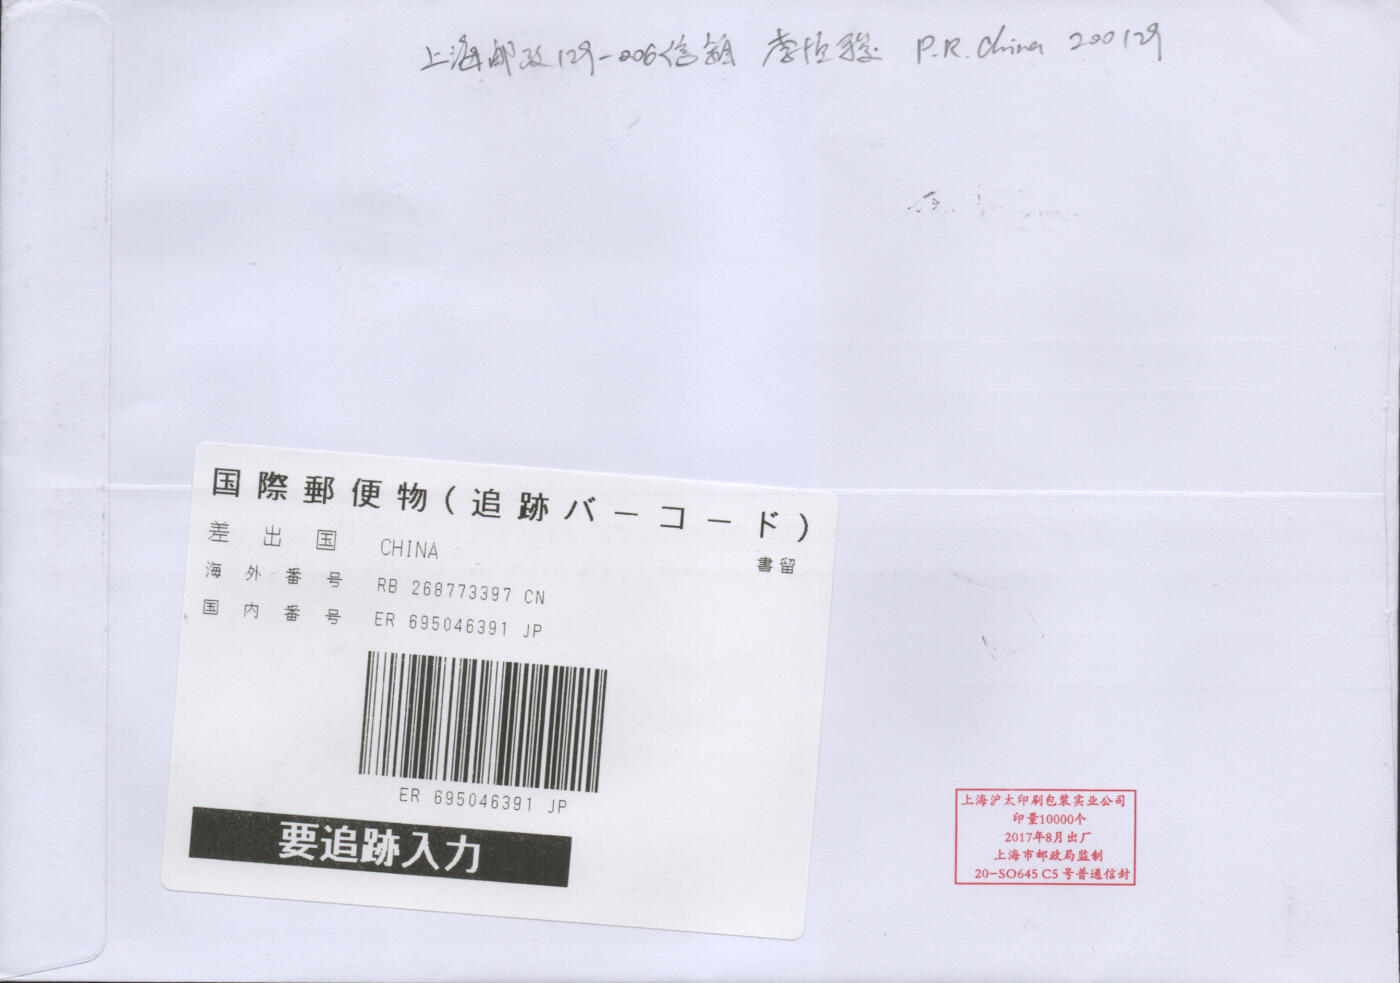 上海邮政129-006信箱 李恒骏 P.R.China 200129
国際郵便物(追跡バーコード)
差出国 CHINA
書留
海外番号 RB 268773397 CN
国内番号 ER 695046391 JP
ER 695046391 JP
要追跡入力
上海沪太印刷包装实业公司
印量10000个
2017年8月出厂
上海市邮政局监制
20-SO645 C5 号普通信封